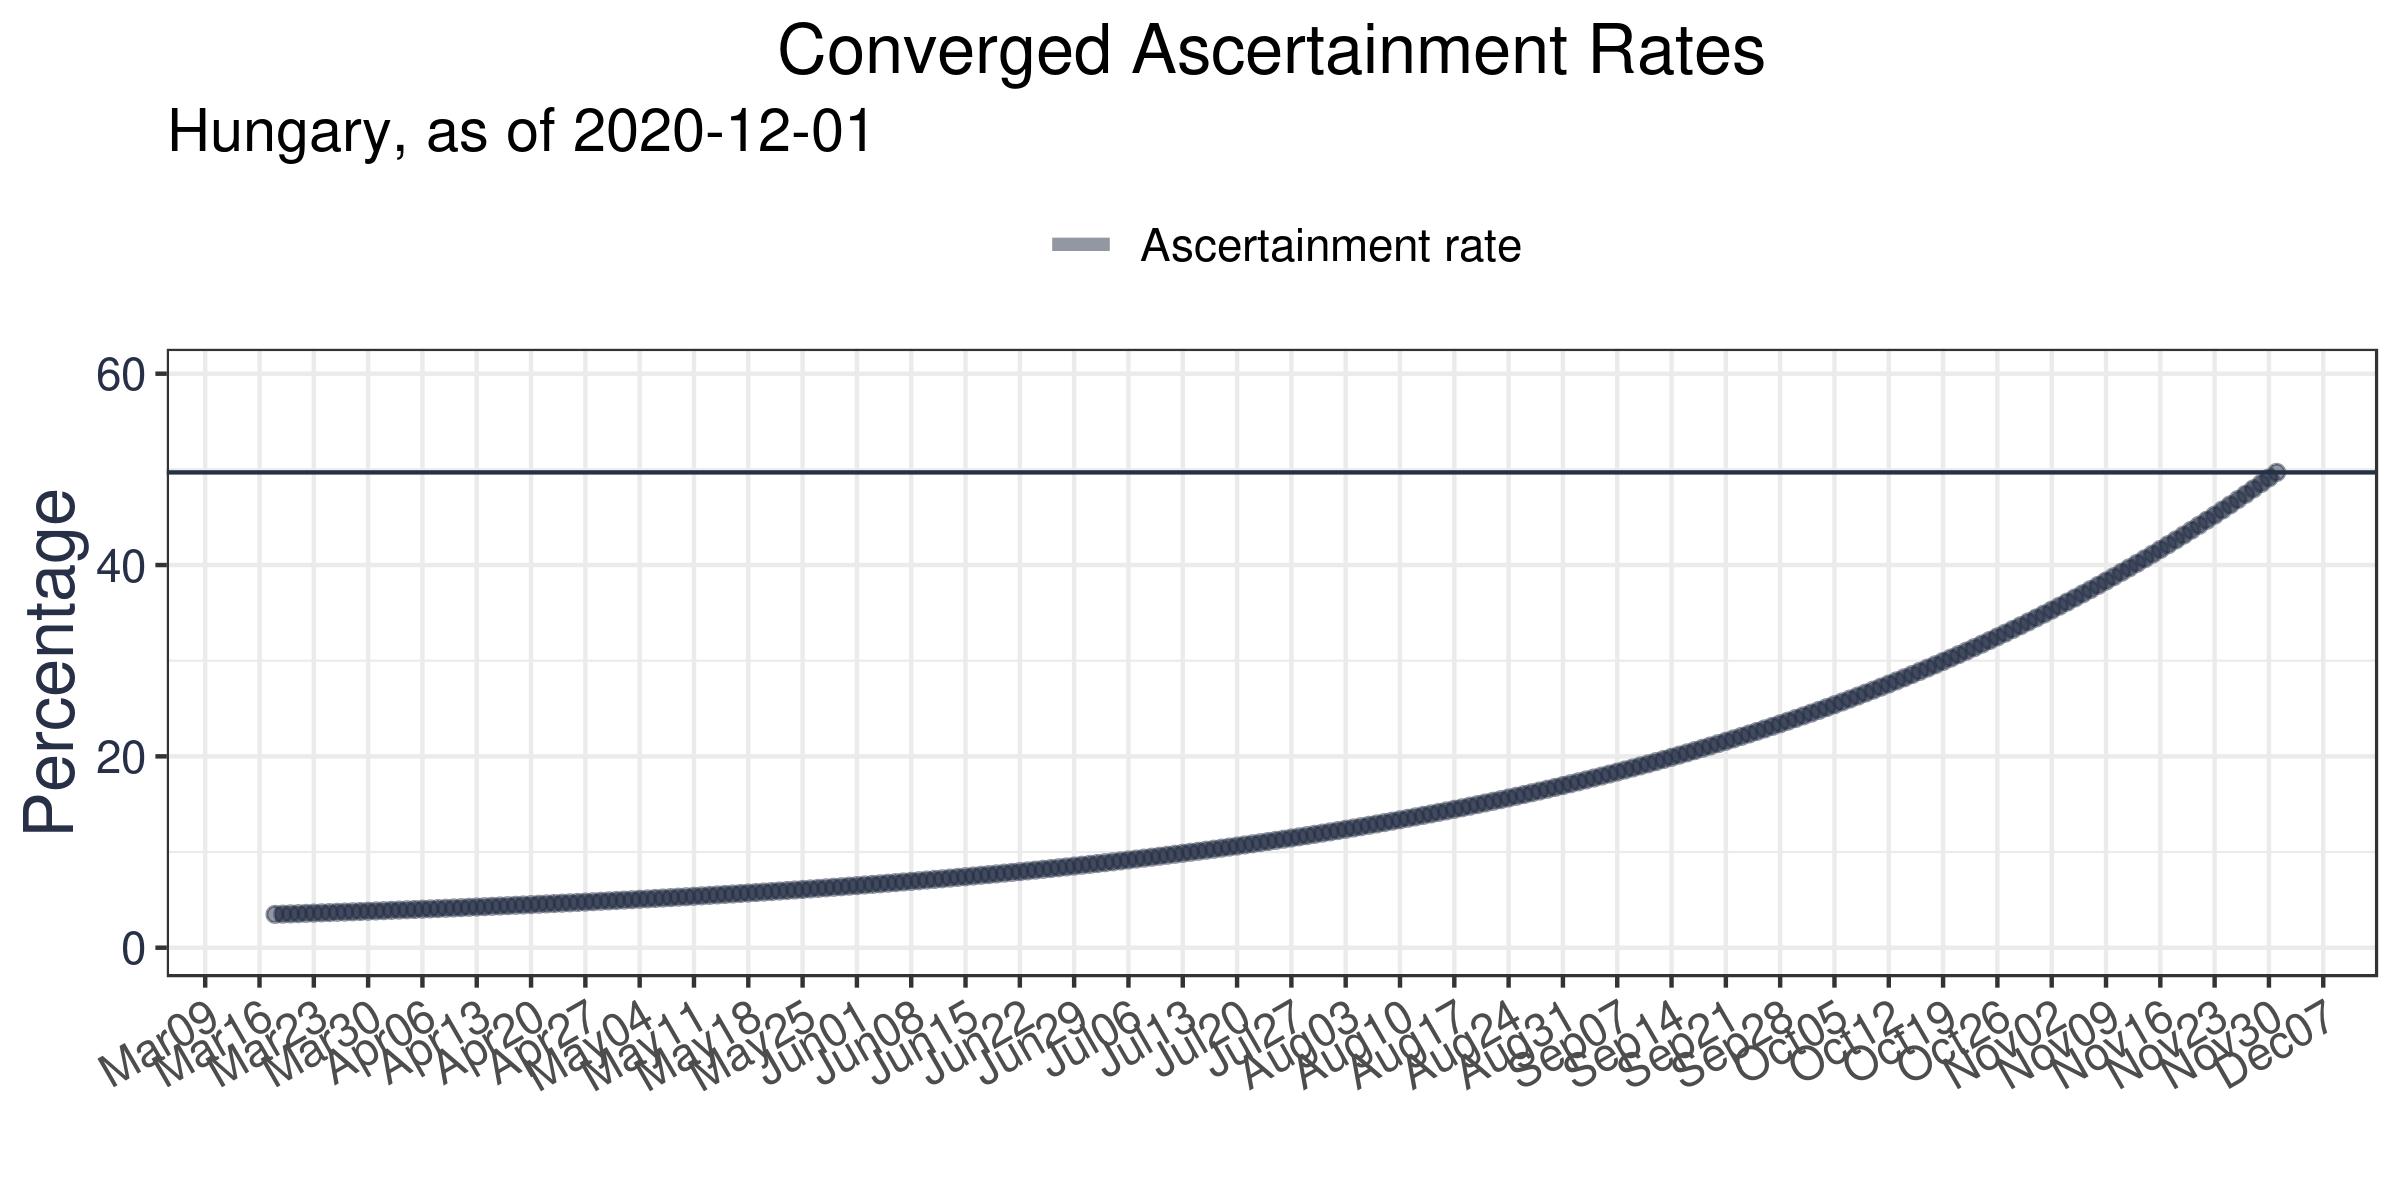 Converged Ascertainment Rates
Hungary, as of 2020-12-01
Ascertainment rate
Percentage
60
40
20
0
Mar09
Mar16
Mar23
Mar30
Apr06
Apr13
Apr20
Apr27
May04
May11
May18
May25
Jun01
Jun08
Jun15
Jun22
Jun29
Jul06
Jul13
Jul20
Jul27
Aug03
Aug10
Aug17
Aug24
Aug31
Sep07
Sep14
Sep21
Sep28
Oct05
Oct12
Oct19
Oct26
Nov02
Nov09
Nov16
Nov23
Nov30
Dec07